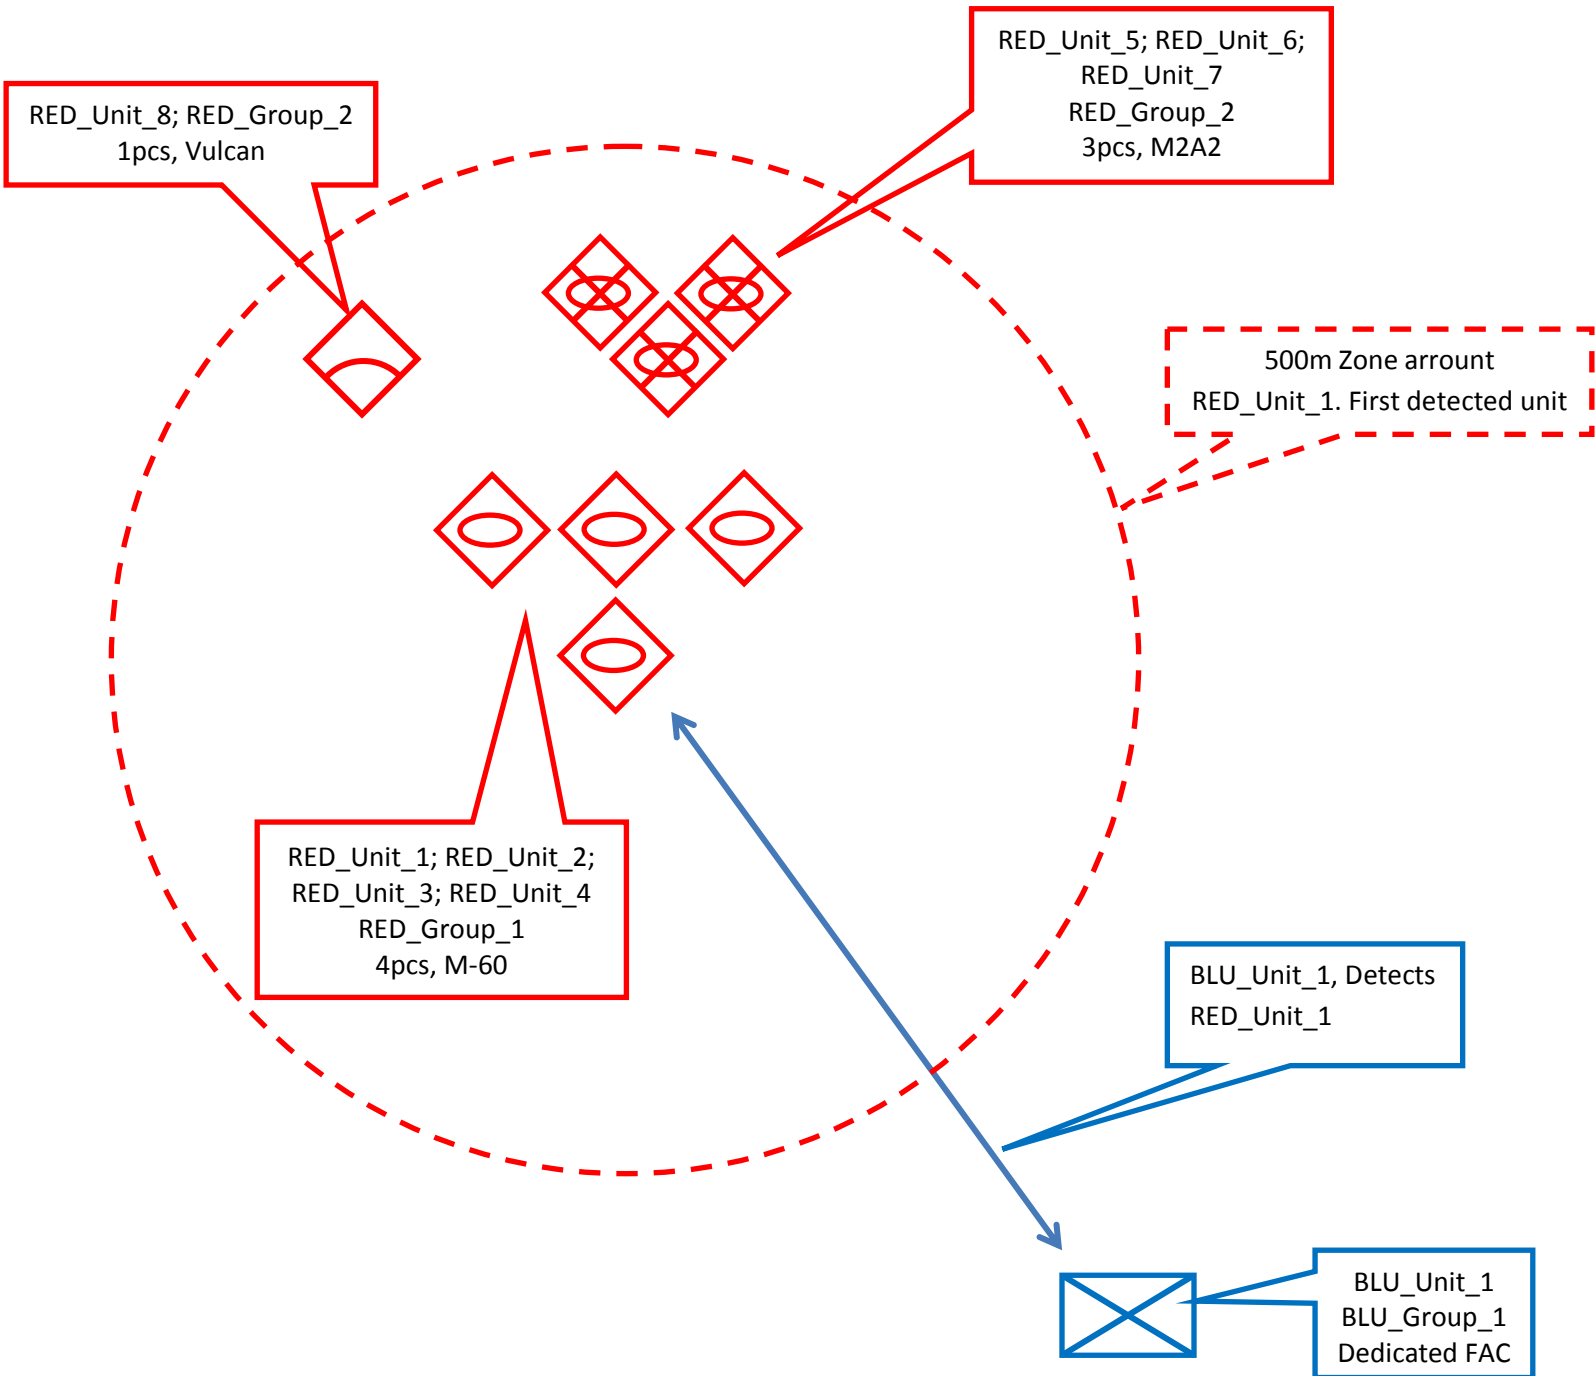 RED_Unit_5; RED_Unit_6;
RED_Unit_7
RED_Group_2
3pcs, M2A2
RED_Unit_8; RED_Group_2
1pcs, Vulcan
500m Zone arrount
RED_Unit_1. First detected unit
RED_Unit_1; RED_Unit_2;
RED_Unit_3; RED_Unit_4
RED_Group_1
4pcs, M-60
BLU_Unit_1, Detects
RED_Unit_1
BLU_Unit_1
BLU_Group_1
Dedicated FAC